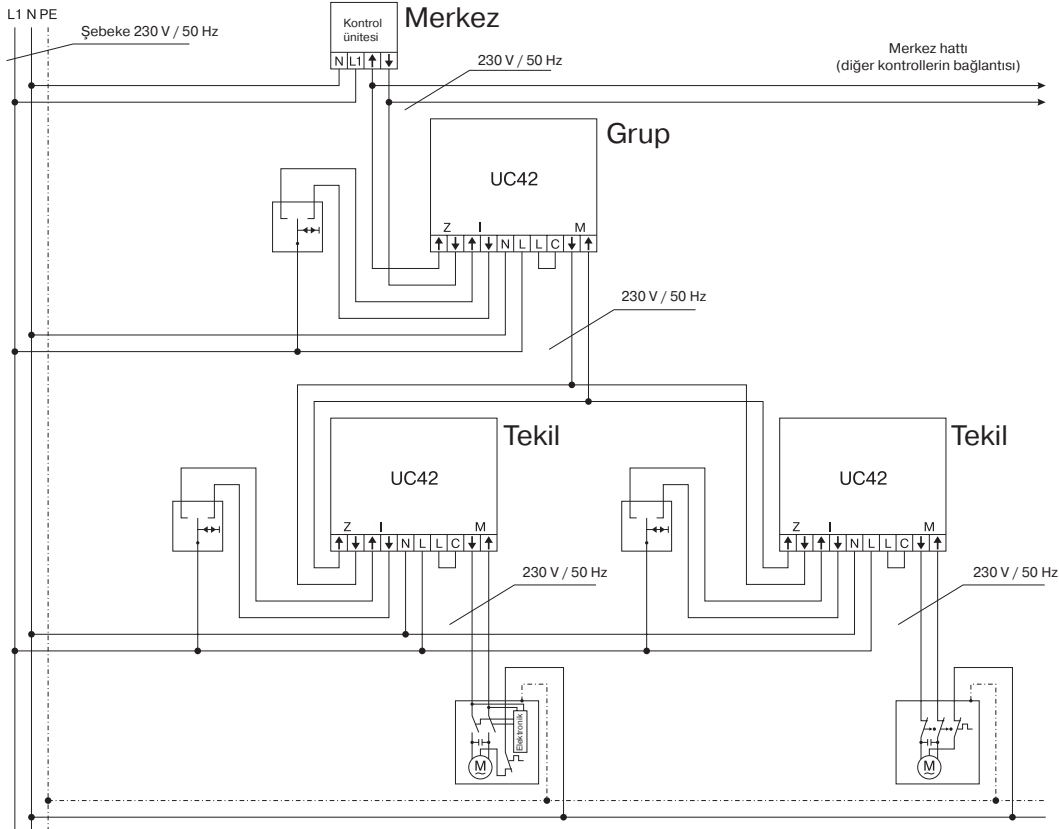 L1 N PE
Şebeke 230 V / 50 Hz
Kontrol
ünitesi
Merkez
N L1 ↑ ↓
230 V / 50 Hz
Merkez hattı
(diğer kontrollerin bağlantısı)
Grup
UC42
Z I M
↑ ↓ ↑ ↓ N L L C ↓ ↑
230 V / 50 Hz
Tekil
UC42
Z I M
↑ ↓ ↑ ↓ N L L C ↓ ↑
230 V / 50 Hz
Tekil
UC42
Z I M
↑ ↓ ↑ ↓ N L L C ↓ ↑
230 V / 50 Hz
Elektronik
M
~
M
~